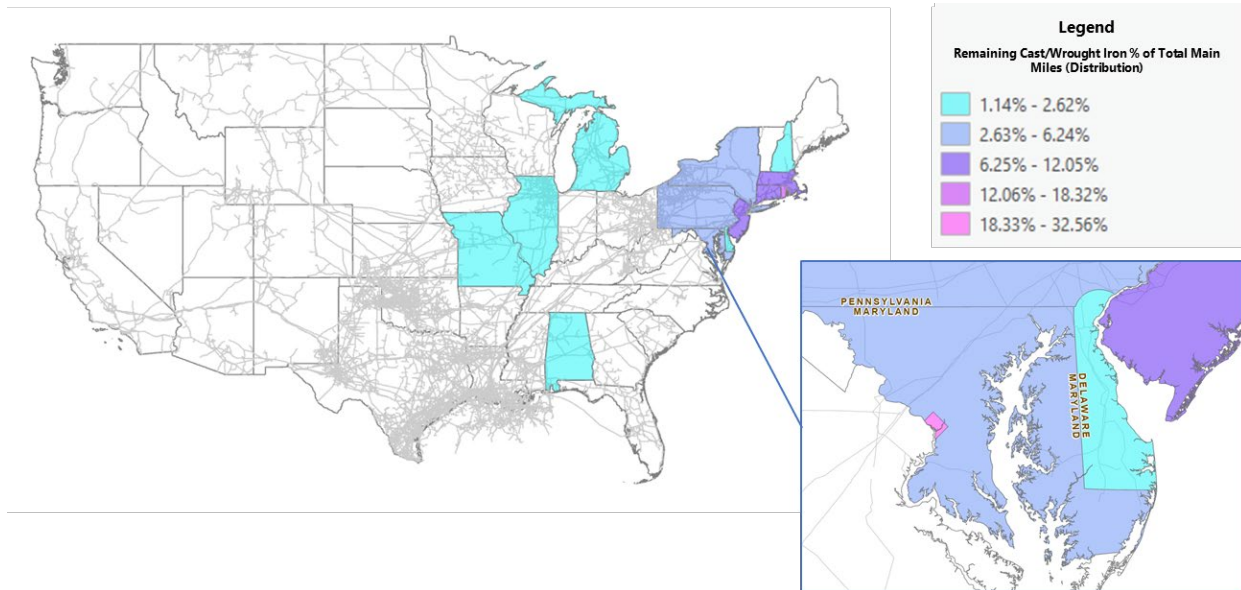 Legend
Remaining Cast/Wrought Iron % of Total Main
Miles (Distribution)
1.14% - 2.62%
2.63% - 6.24%
6.25% - 12.05%
12.06% - 18.32%
18.33% - 32.56%
PENNSYLVANIA
MARYLAND
DELAWARE
MARYLAND